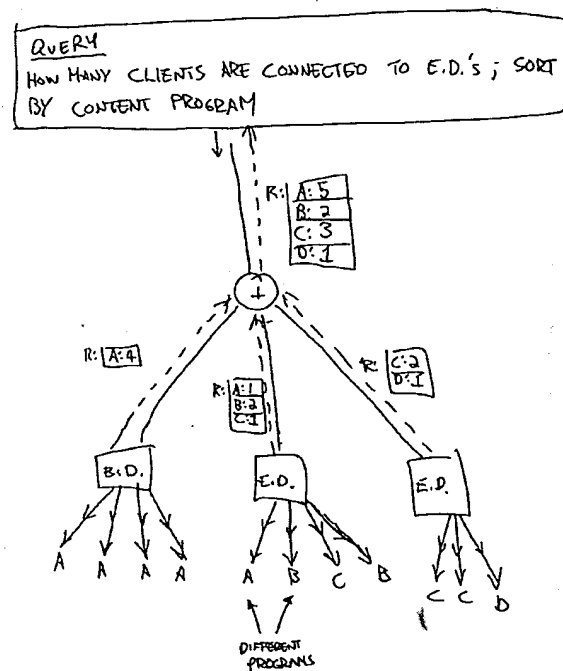 QUERY
HOW MANY CLIENTS ARE CONNECTED TO E.D.'s ; SORT
BY CONTENT PROGRAM
R: A: 5
B: 2
C: 3
D: 1
+
R: A: 4
R: A: 1
B: 2
C: 1
R: C: 2
D: 1
B.D.
E.D.
E.D.
A A A A
A B C B
C C D
DIFFERENT
PROGRAMS